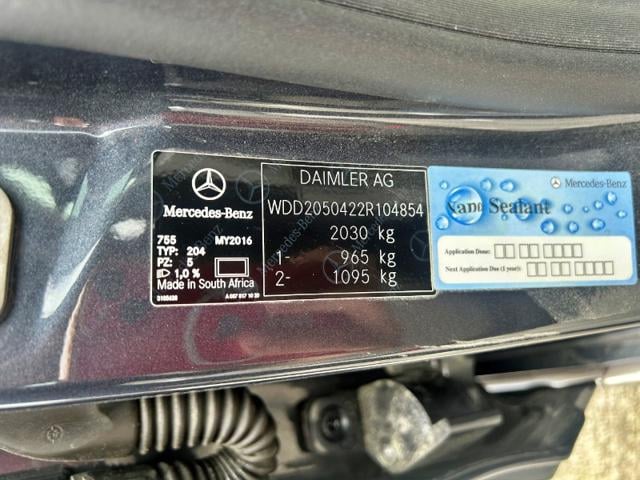 Mercedes-Benz
755 MY2016
TYP: 204
PZ: 5
1,0 %
Made in South Africa
DAIMLER AG
WDD2050422R104854
2030 kg
1- 965 kg
2- 1095 kg
Mercedes-Benz
Nano Sealant
Application Done:
Next Application Due (1 year):